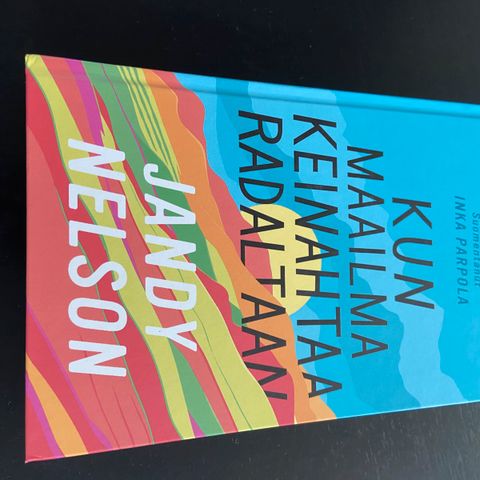 Suomentanut
INKA PARPOLA
KUN
MAAILMA
KEINAHTAA
RADALTAAN
JANDY
NELSON